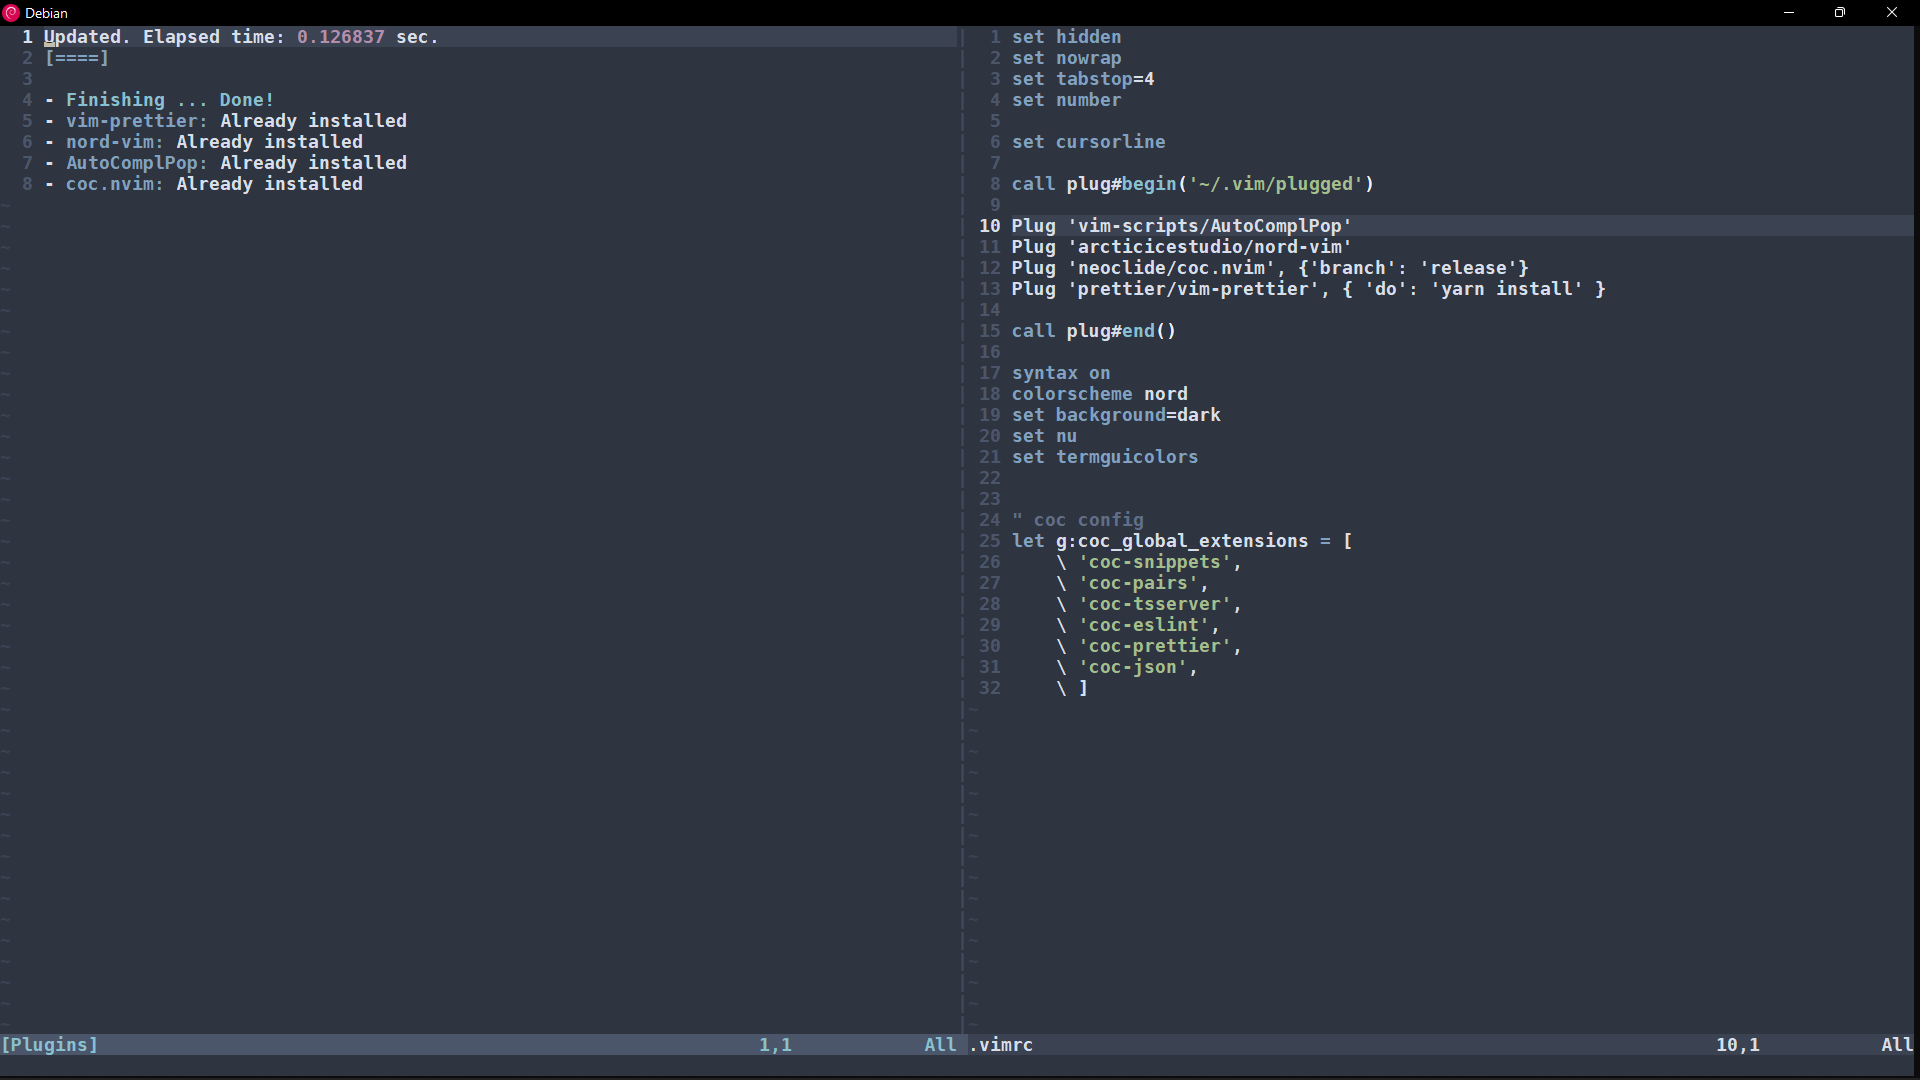 Debian
1 Updated. Elapsed time: 0.126837 sec.
2 [====]
3
4 - Finishing ... Done!
5 - vim-prettier: Already installed
6 - nord-vim: Already installed
7 - AutoComplPop: Already installed
8 - coc.nvim: Already installed
[Plugins] 1,1 All
1 set hidden
2 set nowrap
3 set tabstop=4
4 set number
5
6 set cursorline
7
8 call plug#begin('~/.vim/plugged')
9
10 Plug 'vim-scripts/AutoComplPop'
11 Plug 'arcticicestudio/nord-vim'
12 Plug 'neoclide/coc.nvim', {'branch': 'release'}
13 Plug 'prettier/vim-prettier', { 'do': 'yarn install' }
14
15 call plug#end()
16
17 syntax on
18 colorscheme nord
19 set background=dark
20 set nu
21 set termguicolors
22
23
24 " coc config
25 let g:coc_global_extensions = [
26     \ 'coc-snippets',
27     \ 'coc-pairs',
28     \ 'coc-tsserver',
29     \ 'coc-eslint',
30     \ 'coc-prettier',
31     \ 'coc-json',
32     \ ]
.vimrc 10,1 All